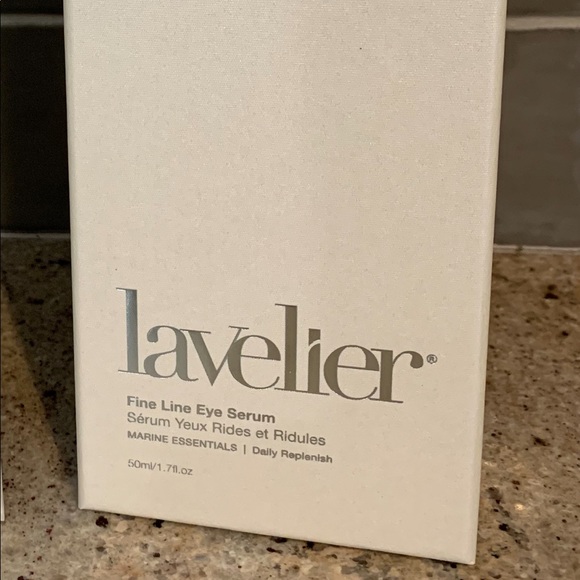 lavelier®
Fine Line Eye Serum
Sérum Yeux Rides et Ridules
MARINE ESSENTIALS | Daily Replenish
50ml/1.7fl.oz